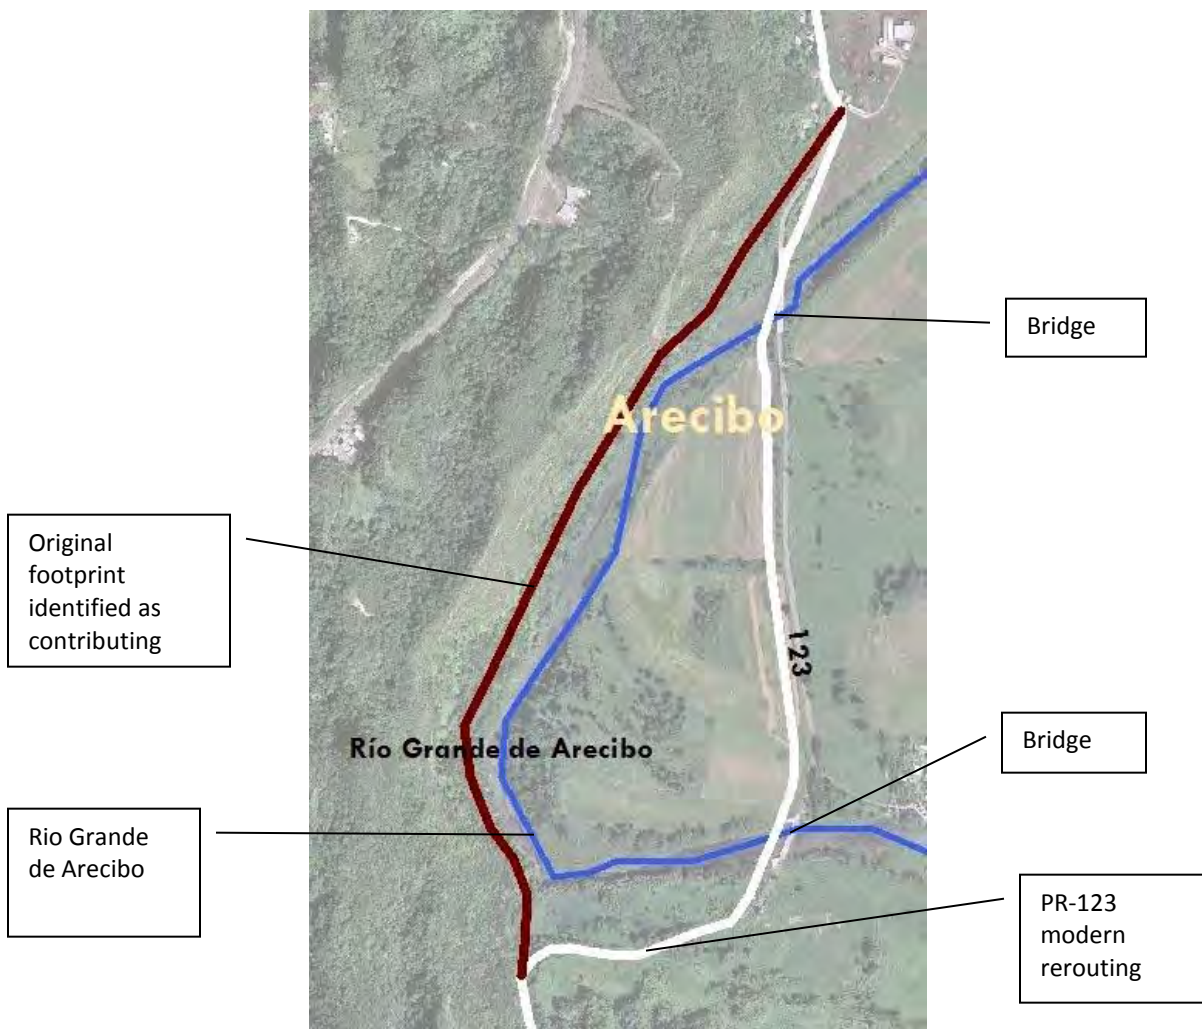 Bridge
Arecibo
Original
footprint
identified as
contributing
123
Río Grande de Arecibo
Bridge
Rio Grande
de Arecibo
PR-123
modern
rerouting